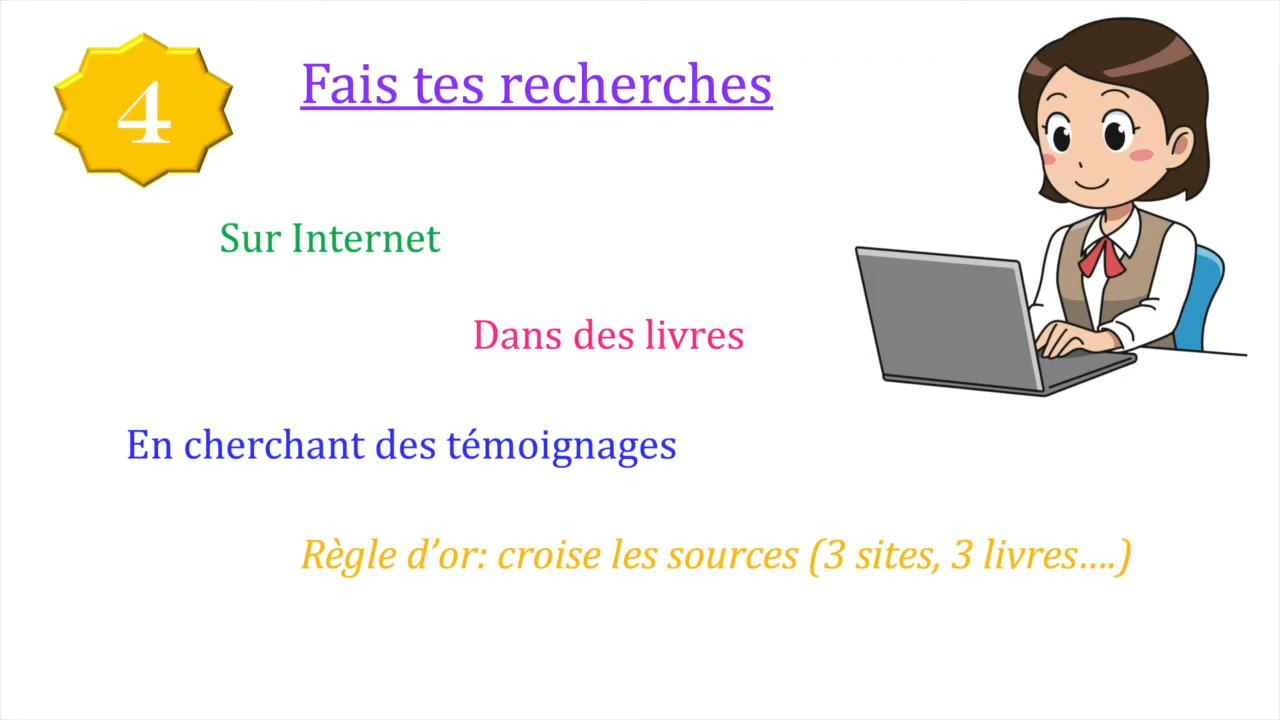 4
Fais tes recherches
Sur Internet
Dans des livres
En cherchant des témoignages
Règle d’or: croise les sources (3 sites, 3 livres….)